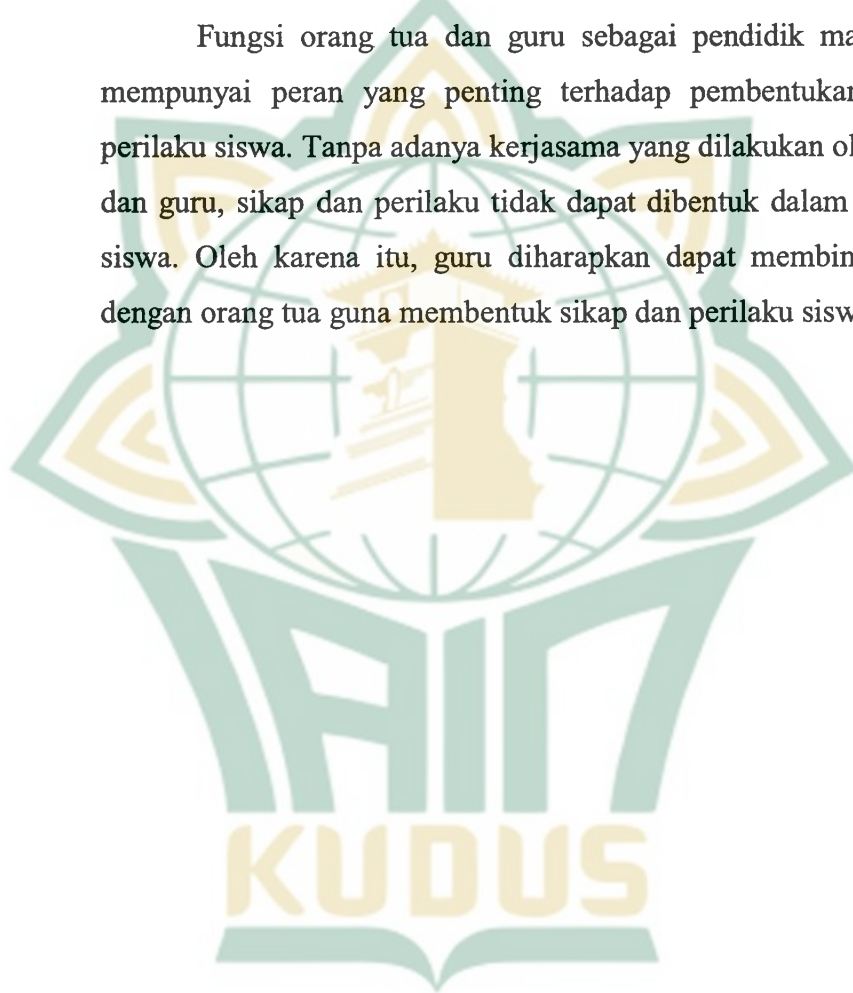 Fungsi orang tua dan guru sebagai pendidik
mempunyai peran yang penting terhadap
perilaku siswa. Tanpa adanya kerjasama yang dilakukan
dan guru, sikap dan perilaku tidak dapat dibentuk dalam
siswa. Oleh karena itu, guru diharapkan dapat
dengan orang tua guna membentuk sikap dan perilaku
IAIN
KUDUS